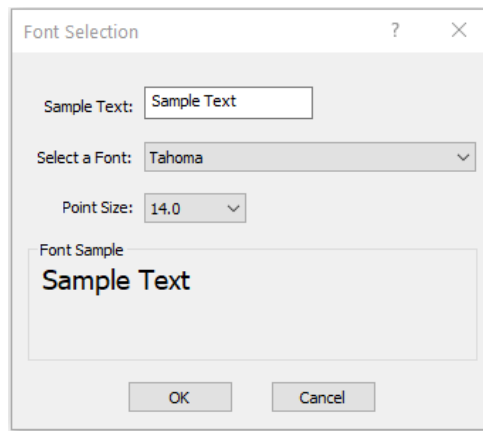 Font Selection ?
Sample Text: Sample Text
Select a Font: Tahoma
Point Size: 14.0
Font Sample
Sample Text
OK Cancel